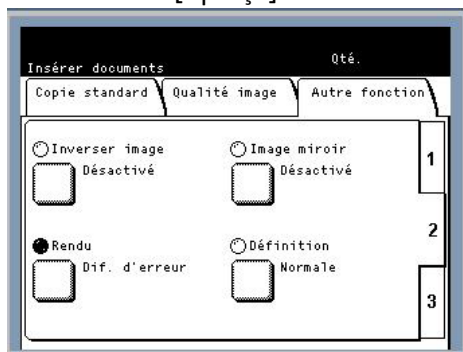 Insérer documents
Qté.
Copie standard
Qualité image
Autre fonction
Inverser image
Désactivé
Image miroir
Désactivé
1
2
Rendu
Dif. d'erreur
Définition
Normale
3